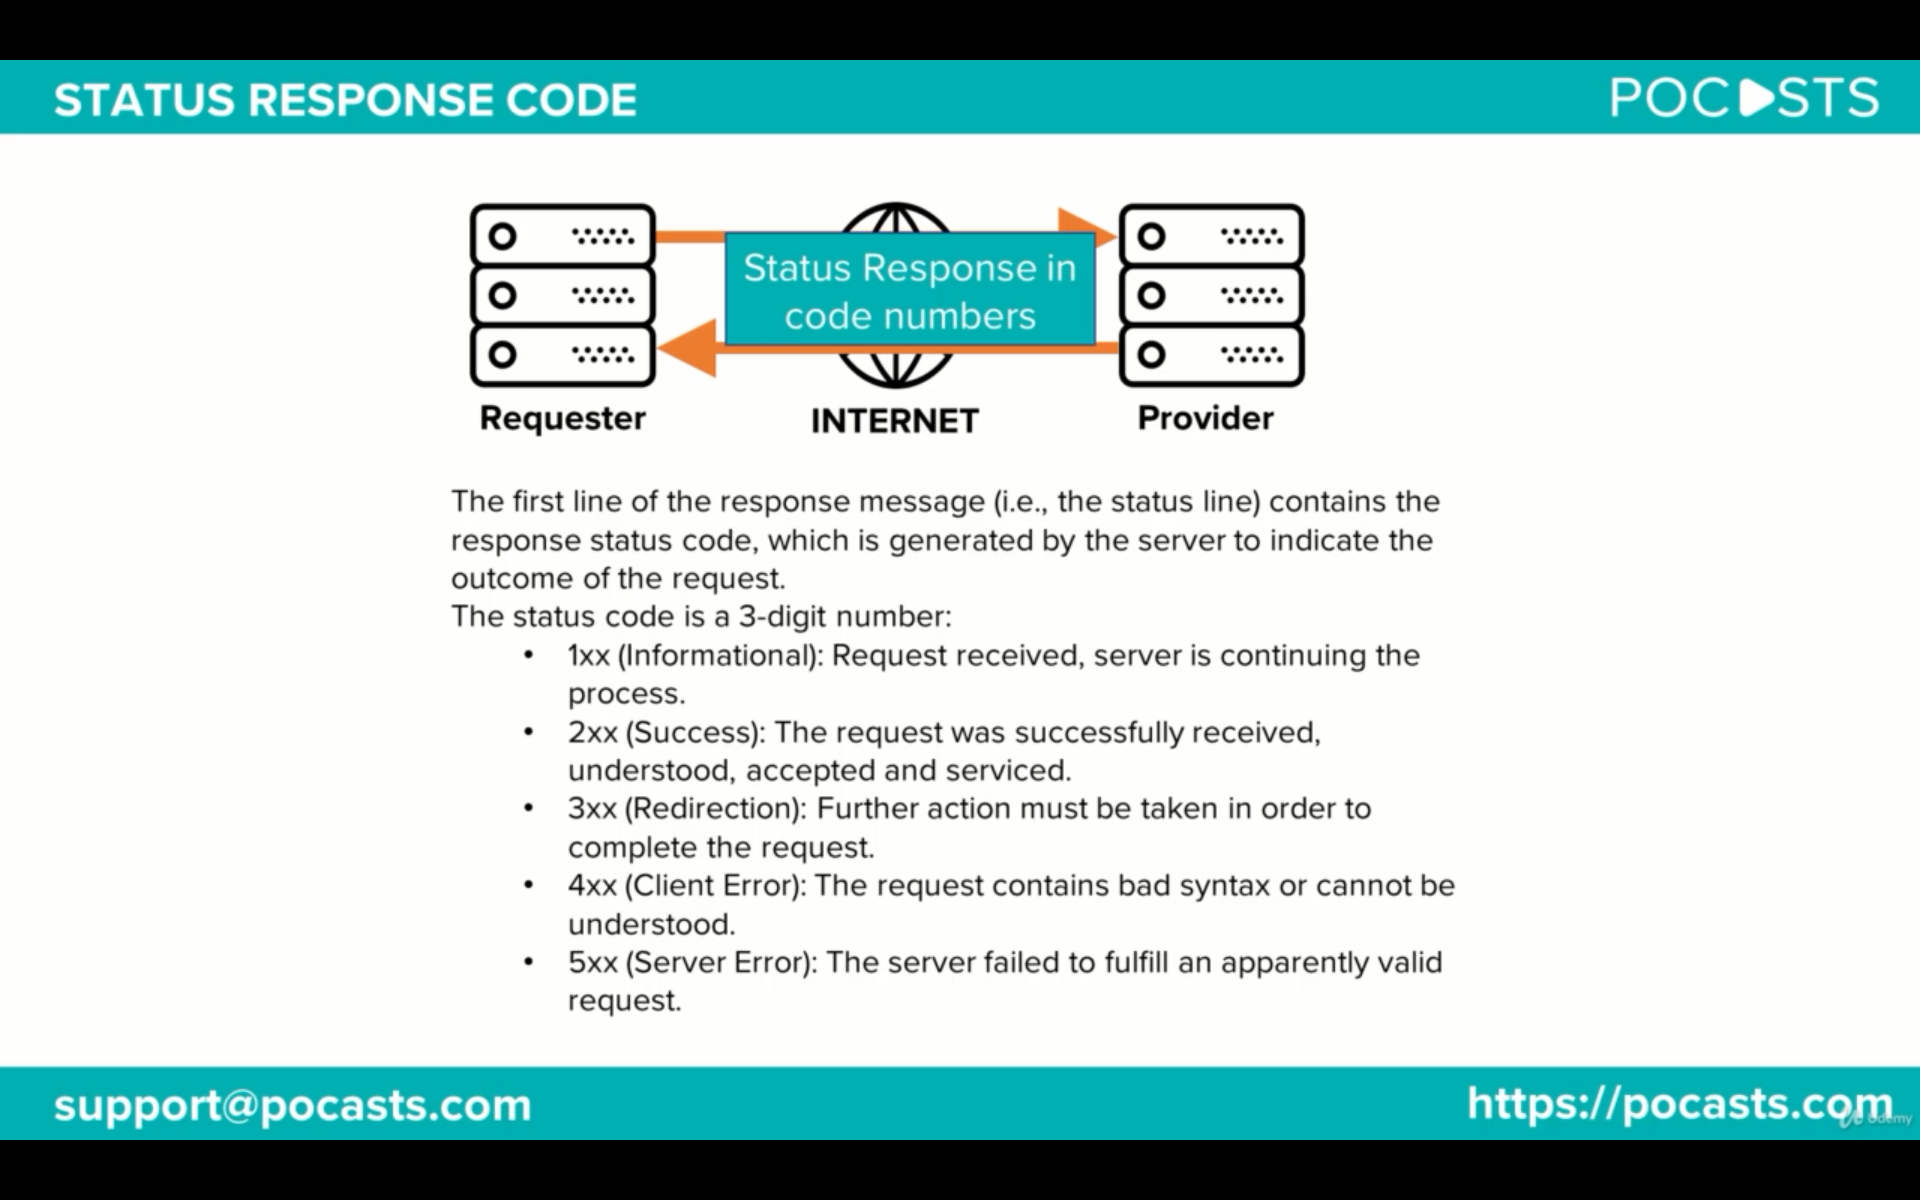 STATUS RESPONSE CODE
POCASTS
Status Response in
code numbers
Requester
INTERNET
Provider
The first line of the response message (i.e., the status line) contains the
response status code, which is generated by the server to indicate the
outcome of the request.
The status code is a 3-digit number:
• 1xx (Informational): Request received, server is continuing the
process.
• 2xx (Success): The request was successfully received,
understood, accepted and serviced.
• 3xx (Redirection): Further action must be taken in order to
complete the request.
• 4xx (Client Error): The request contains bad syntax or cannot be
understood.
• 5xx (Server Error): The server failed to fulfill an apparently valid
request.
support@pocasts.com
https://pocasts.com
Udemy